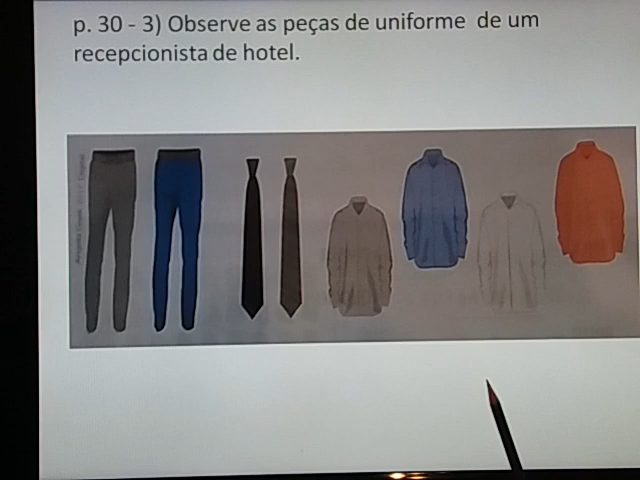 p. 30 - 3) Observe as peças de uniforme de um
recepcionista de hotel.